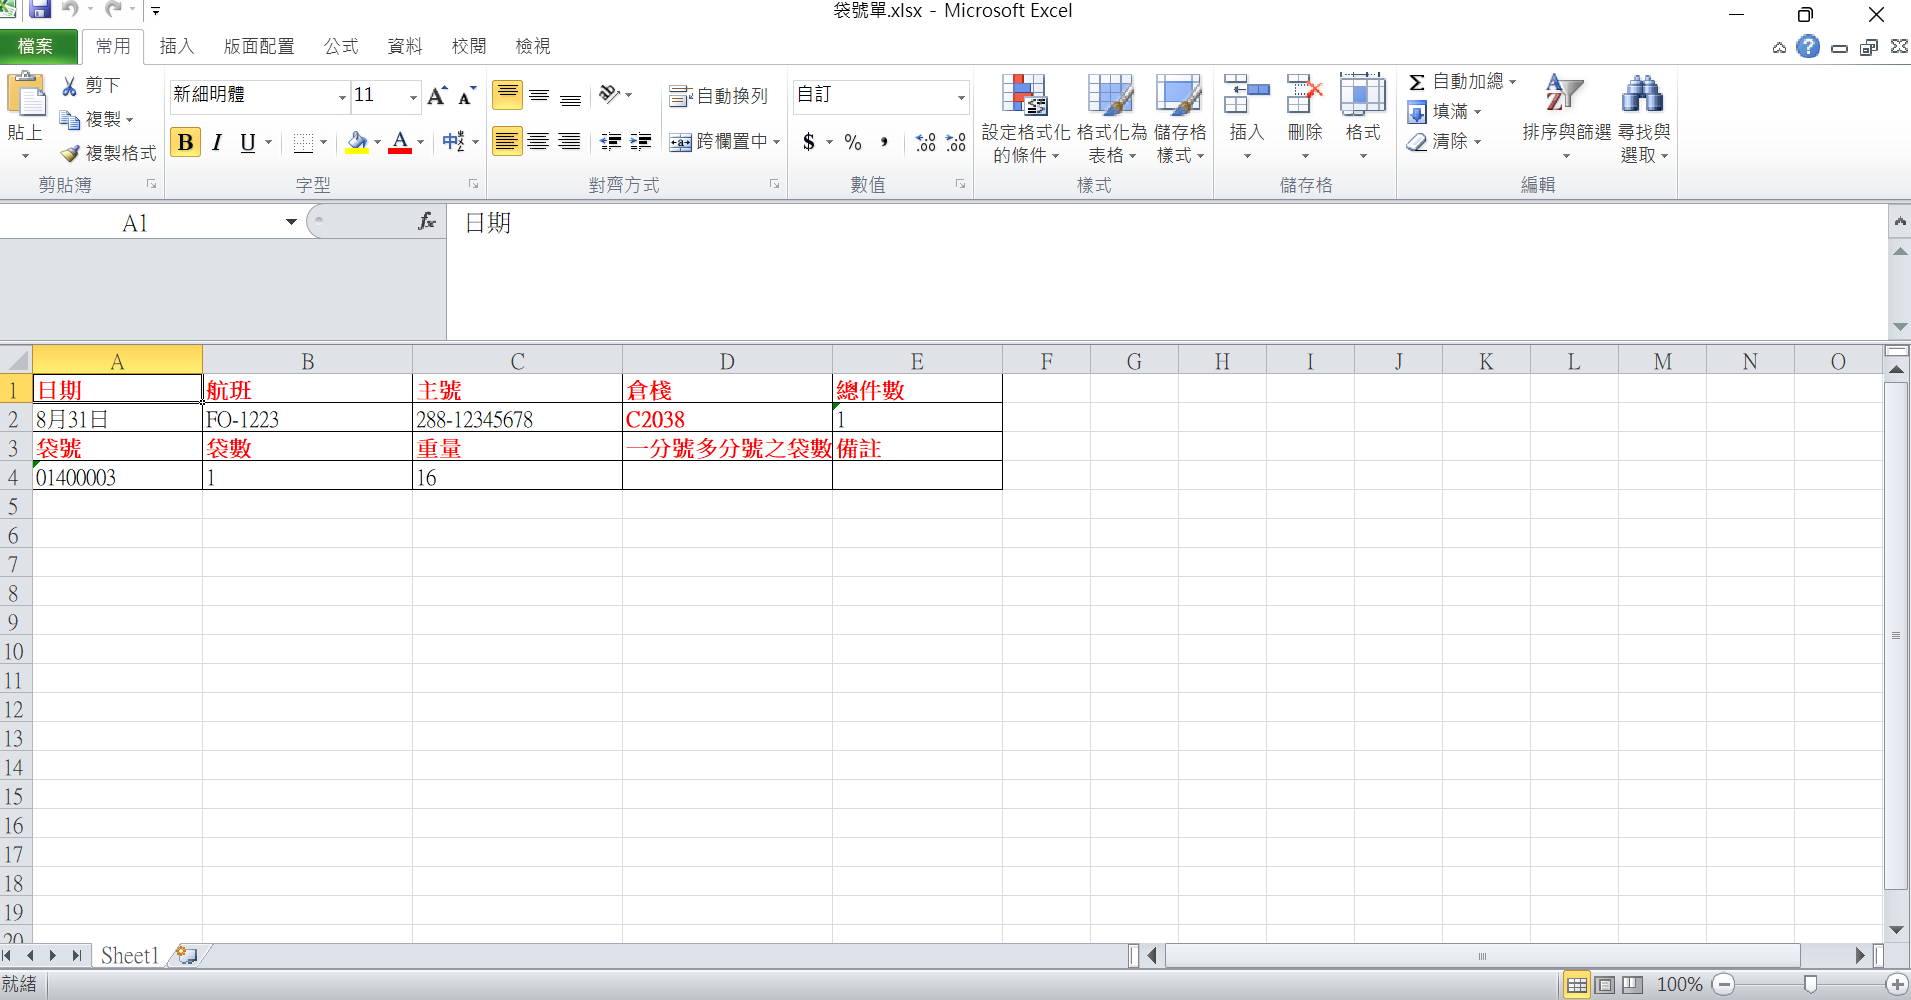 袋號單.xlsx - Microsoft Excel
檔案 常用 插入 版面配置 公式 資料 校閱 檢視
貼上
剪下
複製
複製格式
剪貼簿
新細明體 11 A A
B I U A 中
字型
自動換列
跨欄置中
對齊方式
自訂
$ % , .00 .00
數值
設定格式化的條件
格式化為表格
儲存格樣式
樣式
插入 刪除 格式
儲存格
Σ 自動加總
填滿
清除
排序與篩選
尋找與選取
編輯
A1 fx 日期
A B C D E F G H I J K L M N O
1 日期 航班 主號 倉棧 總件數
2 8月31日 FO-1223 288-12345678 C2038 1
3 袋號 袋數 重量 一分號多分號之袋數 備註
4 01400003 1 16
5
6
7
8
9
10
11
12
13
14
15
16
17
18
19
20
Sheet1
就緒 100%